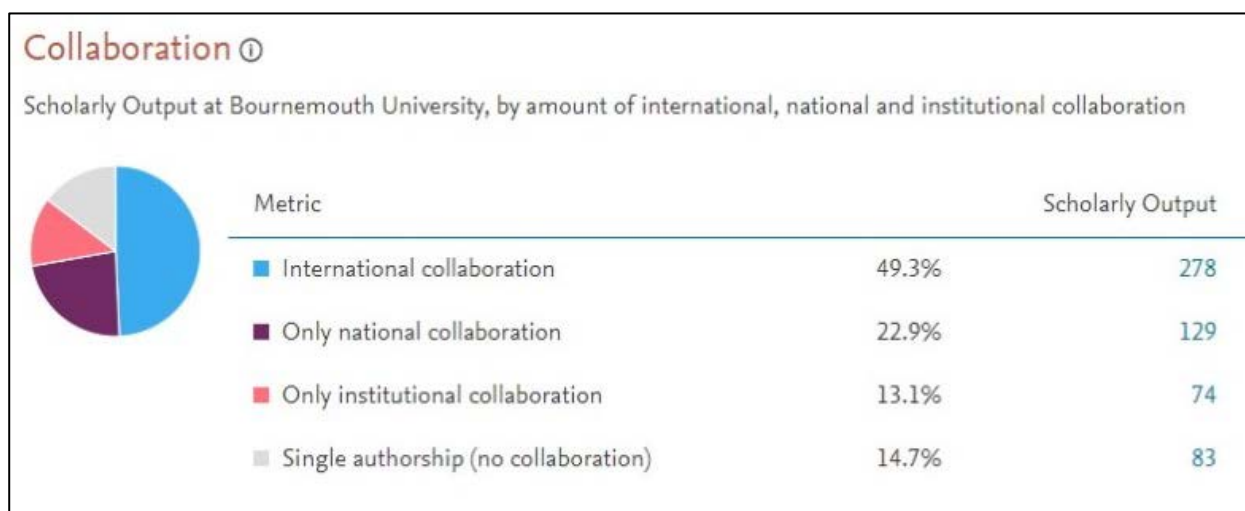 Collaboration
Scholarly Output at Bournemouth University, by amount of international, national and institutional collaboration
Metric Scholarly Output
International collaboration 49.3% 278
Only national collaboration 22.9% 129
Only institutional collaboration 13.1% 74
Single authorship (no collaboration) 14.7% 83